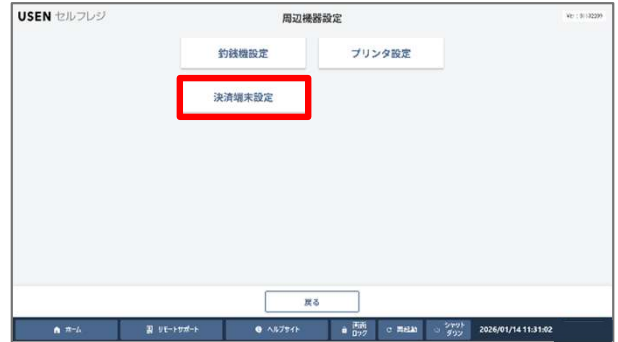 USEN セルフレジ
周辺機器設定
釣銭機設定
プリンタ設定
決済端末設定
戻る
ホーム
リモートサポート
ヘルプサイト
画面
ロック
再起動
シャット
ダウン
2026/01/14 11:31:02